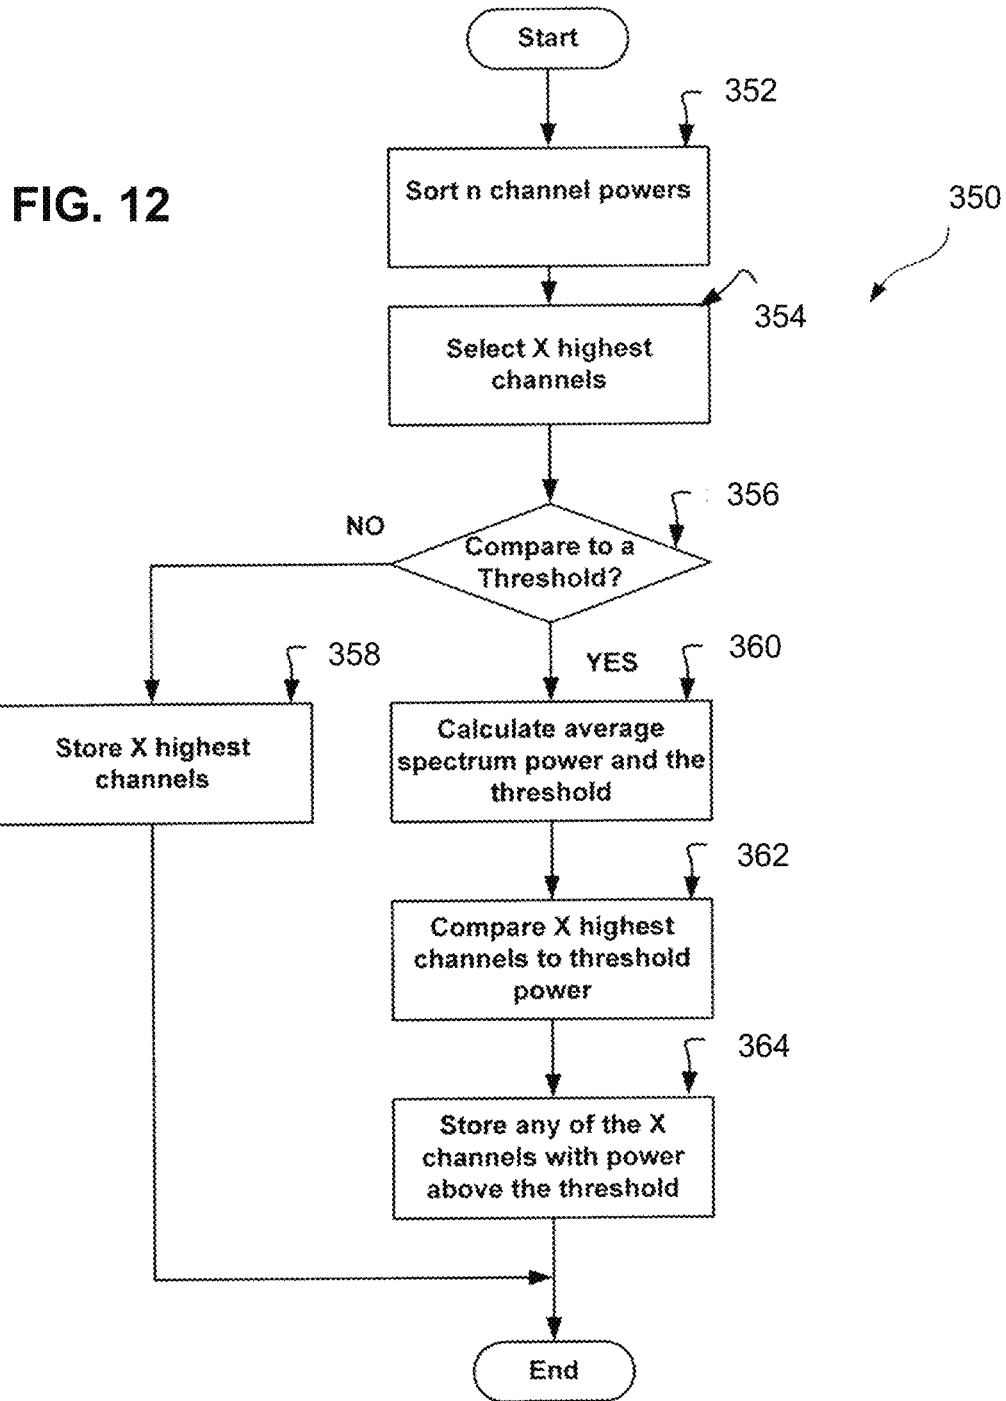 Start
352
Sort n channel powers
FIG. 12
350
354
Select X highest
channels
356
NO
Compare to a
Threshold?
358
YES
360
Store X highest
channels
Calculate average
spectrum power and the
threshold
362
Compare X highest
channels to threshold
power
364
Store any of the X
channels with power
above the threshold
End